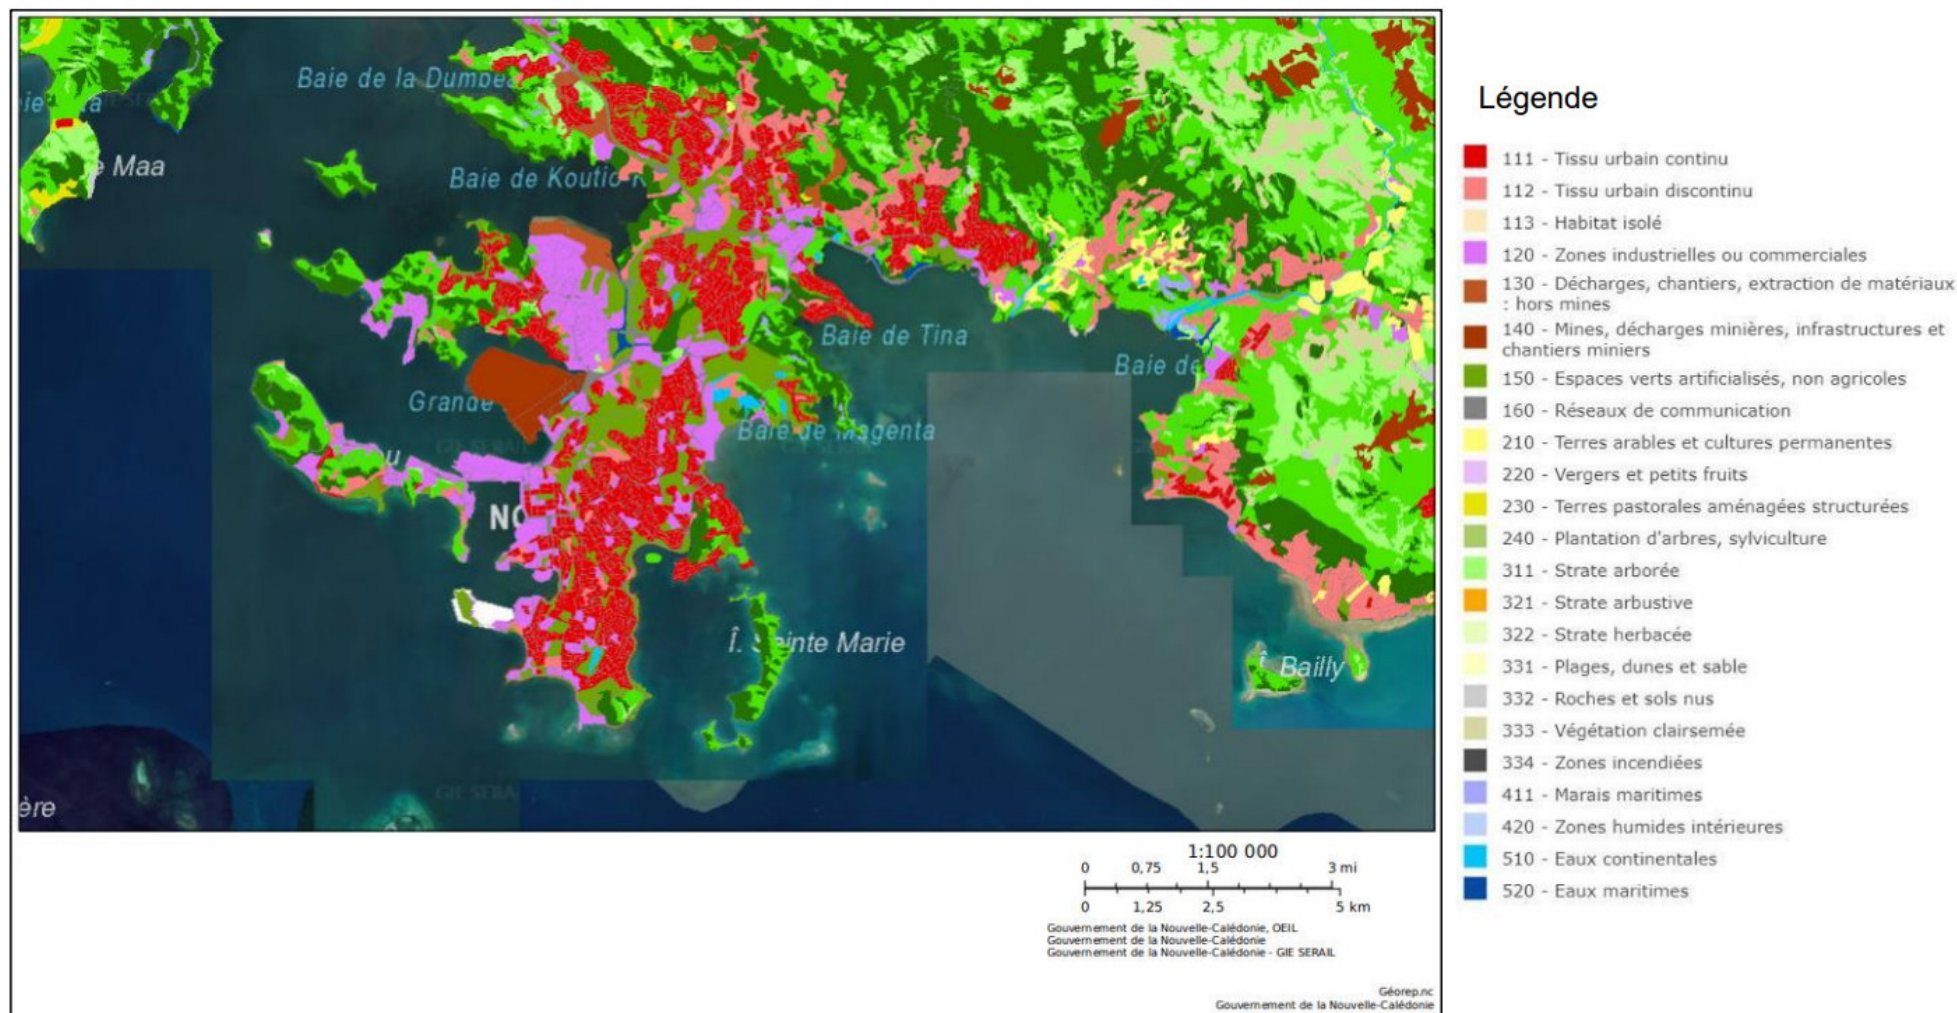 Baie de la Dumbea
Maa
Baie de Koutio
Baie de Tina
Baie de
Grande
Baie de Magenta
GIE SERAIL
GIE SERAIL
u
NO
Î. Sainte Marie
Î Bailly
GIE SERA
ère
1:100 000
0 0,75 1,5 3 mi
0 1,25 2,5 5 km
Gouvernement de la Nouvelle-Calédonie, OEIL
Gouvernement de la Nouvelle-Calédonie
Gouvernement de la Nouvelle-Calédonie - GIE SERAIL
Géorep.nc
Gouvernement de la Nouvelle-Calédonie
Légende
111 - Tissu urbain continu
112 - Tissu urbain discontinu
113 - Habitat isolé
120 - Zones industrielles ou commerciales
130 - Décharges, chantiers, extraction de matériaux
: hors mines
140 - Mines, décharges minières, infrastructures et
chantiers miniers
150 - Espaces verts artificialisés, non agricoles
160 - Réseaux de communication
210 - Terres arables et cultures permanentes
220 - Vergers et petits fruits
230 - Terres pastorales aménagées structurées
240 - Plantation d'arbres, sylviculture
311 - Strate arborée
321 - Strate arbustive
322 - Strate herbacée
331 - Plages, dunes et sable
332 - Roches et sols nus
333 - Végétation clairsemée
334 - Zones incendiées
411 - Marais maritimes
420 - Zones humides intérieures
510 - Eaux continentales
520 - Eaux maritimes